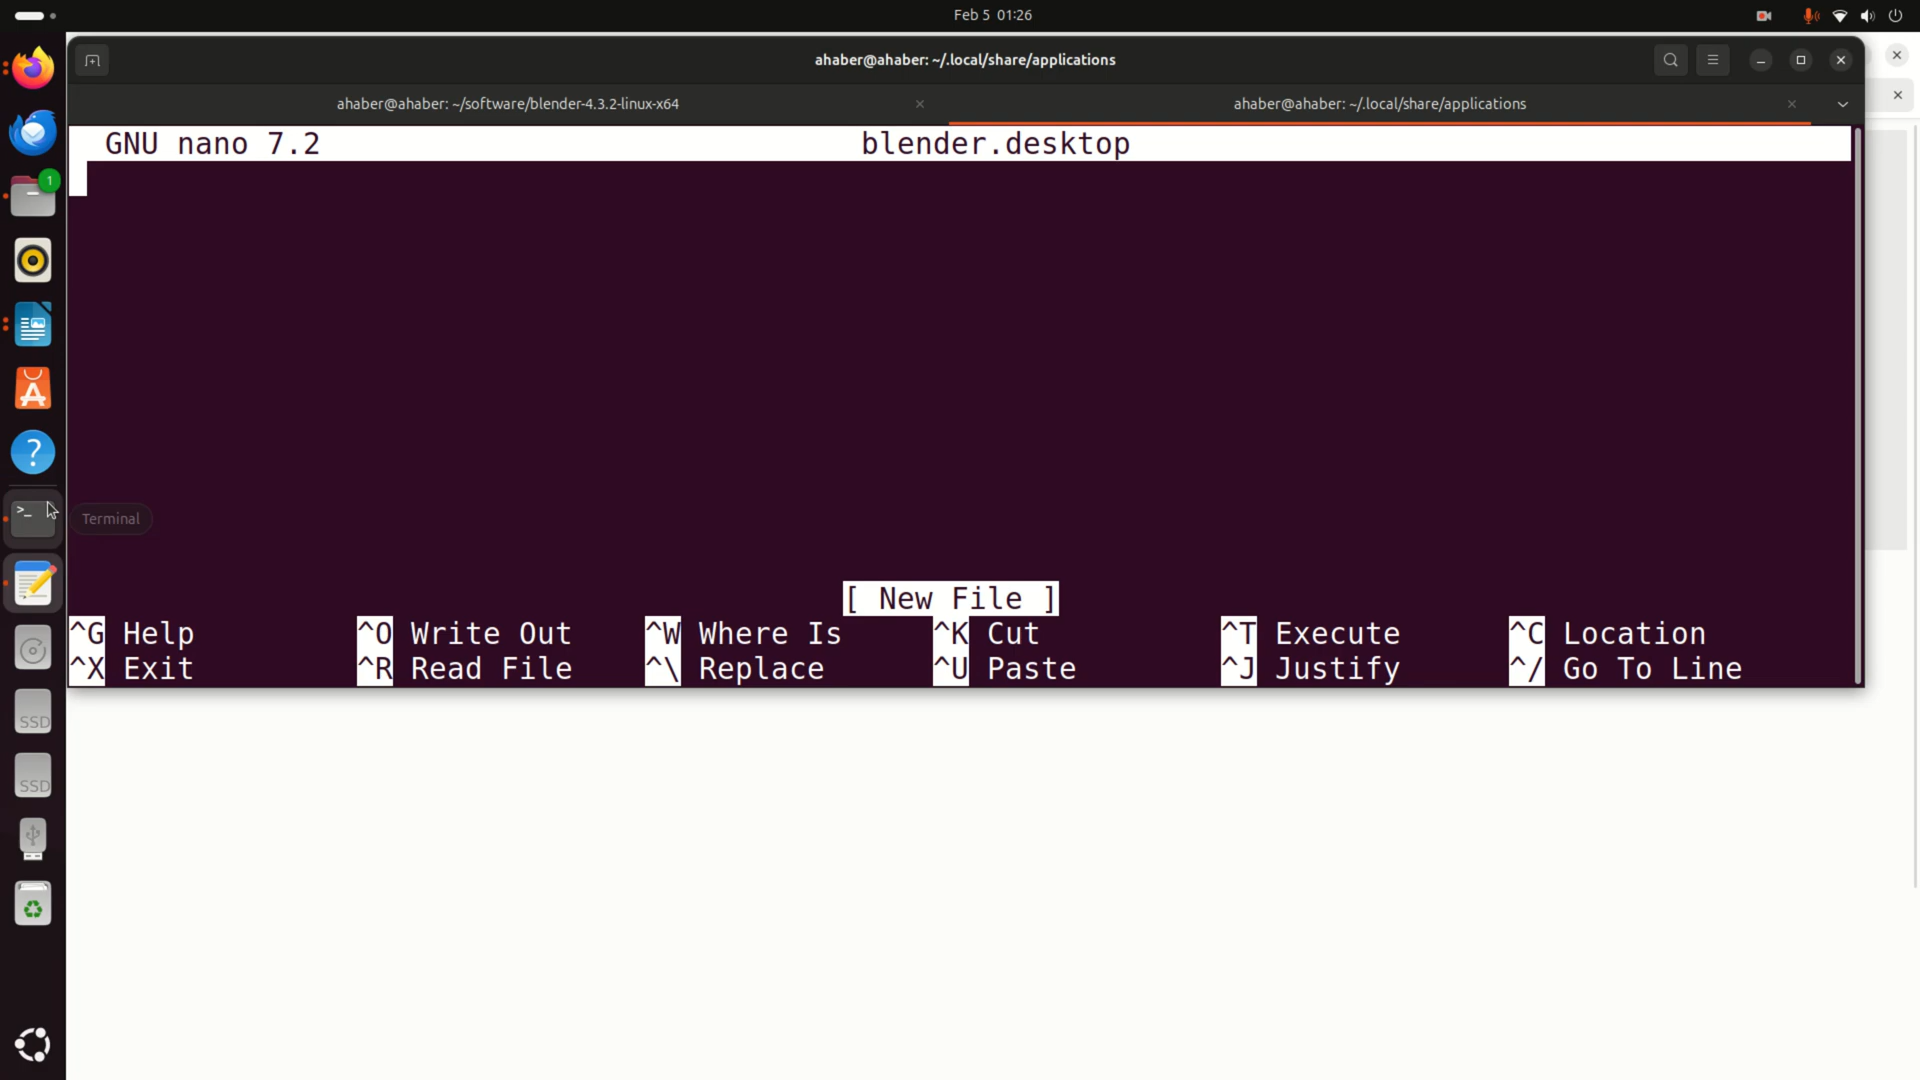 Feb 5 01:26
ahaber@ahaber: ~/.local/share/applications
ahaber@ahaber: ~/software/blender-4.3.2-linux-x64
ahaber@ahaber: ~/.local/share/applications
GNU nano 7.2 blender.desktop
1
>_
Terminal
[ New File ]
^G Help ^O Write Out ^W Where Is ^K Cut ^T Execute ^C Location
^X Exit ^R Read File ^\ Replace ^U Paste ^J Justify ^/ Go To Line
SSD
SSD